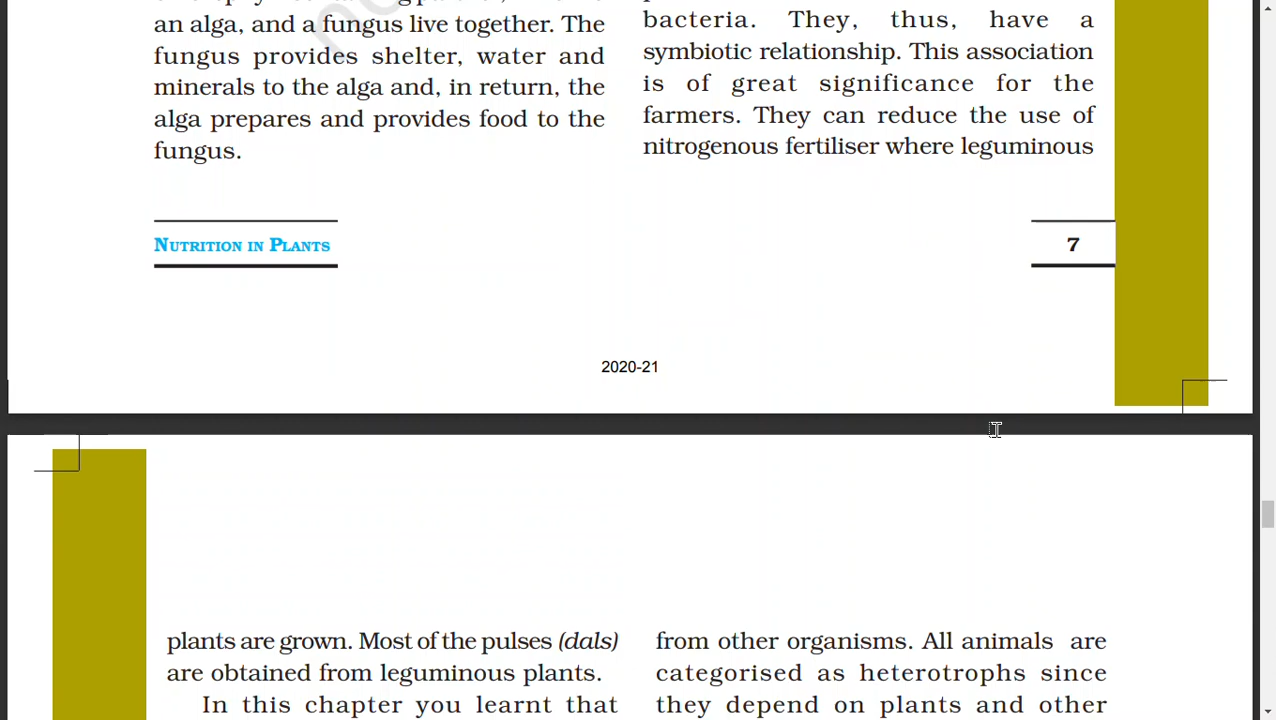 an alga, and a fungus live together. The
fungus provides shelter, water and
minerals to the alga and, in return, the
alga prepares and provides food to the
fungus.
bacteria. They, thus, have a
symbiotic relationship. This association
is of great significance for the
farmers. They can reduce the use of
nitrogenous fertiliser where leguminous
NUTRITION IN PLANTS
7
2020-21
plants are grown. Most of the pulses (dals)
are obtained from leguminous plants.
In this chapter you learnt that
from other organisms. All animals are
categorised as heterotrophs since
they depend on plants and other